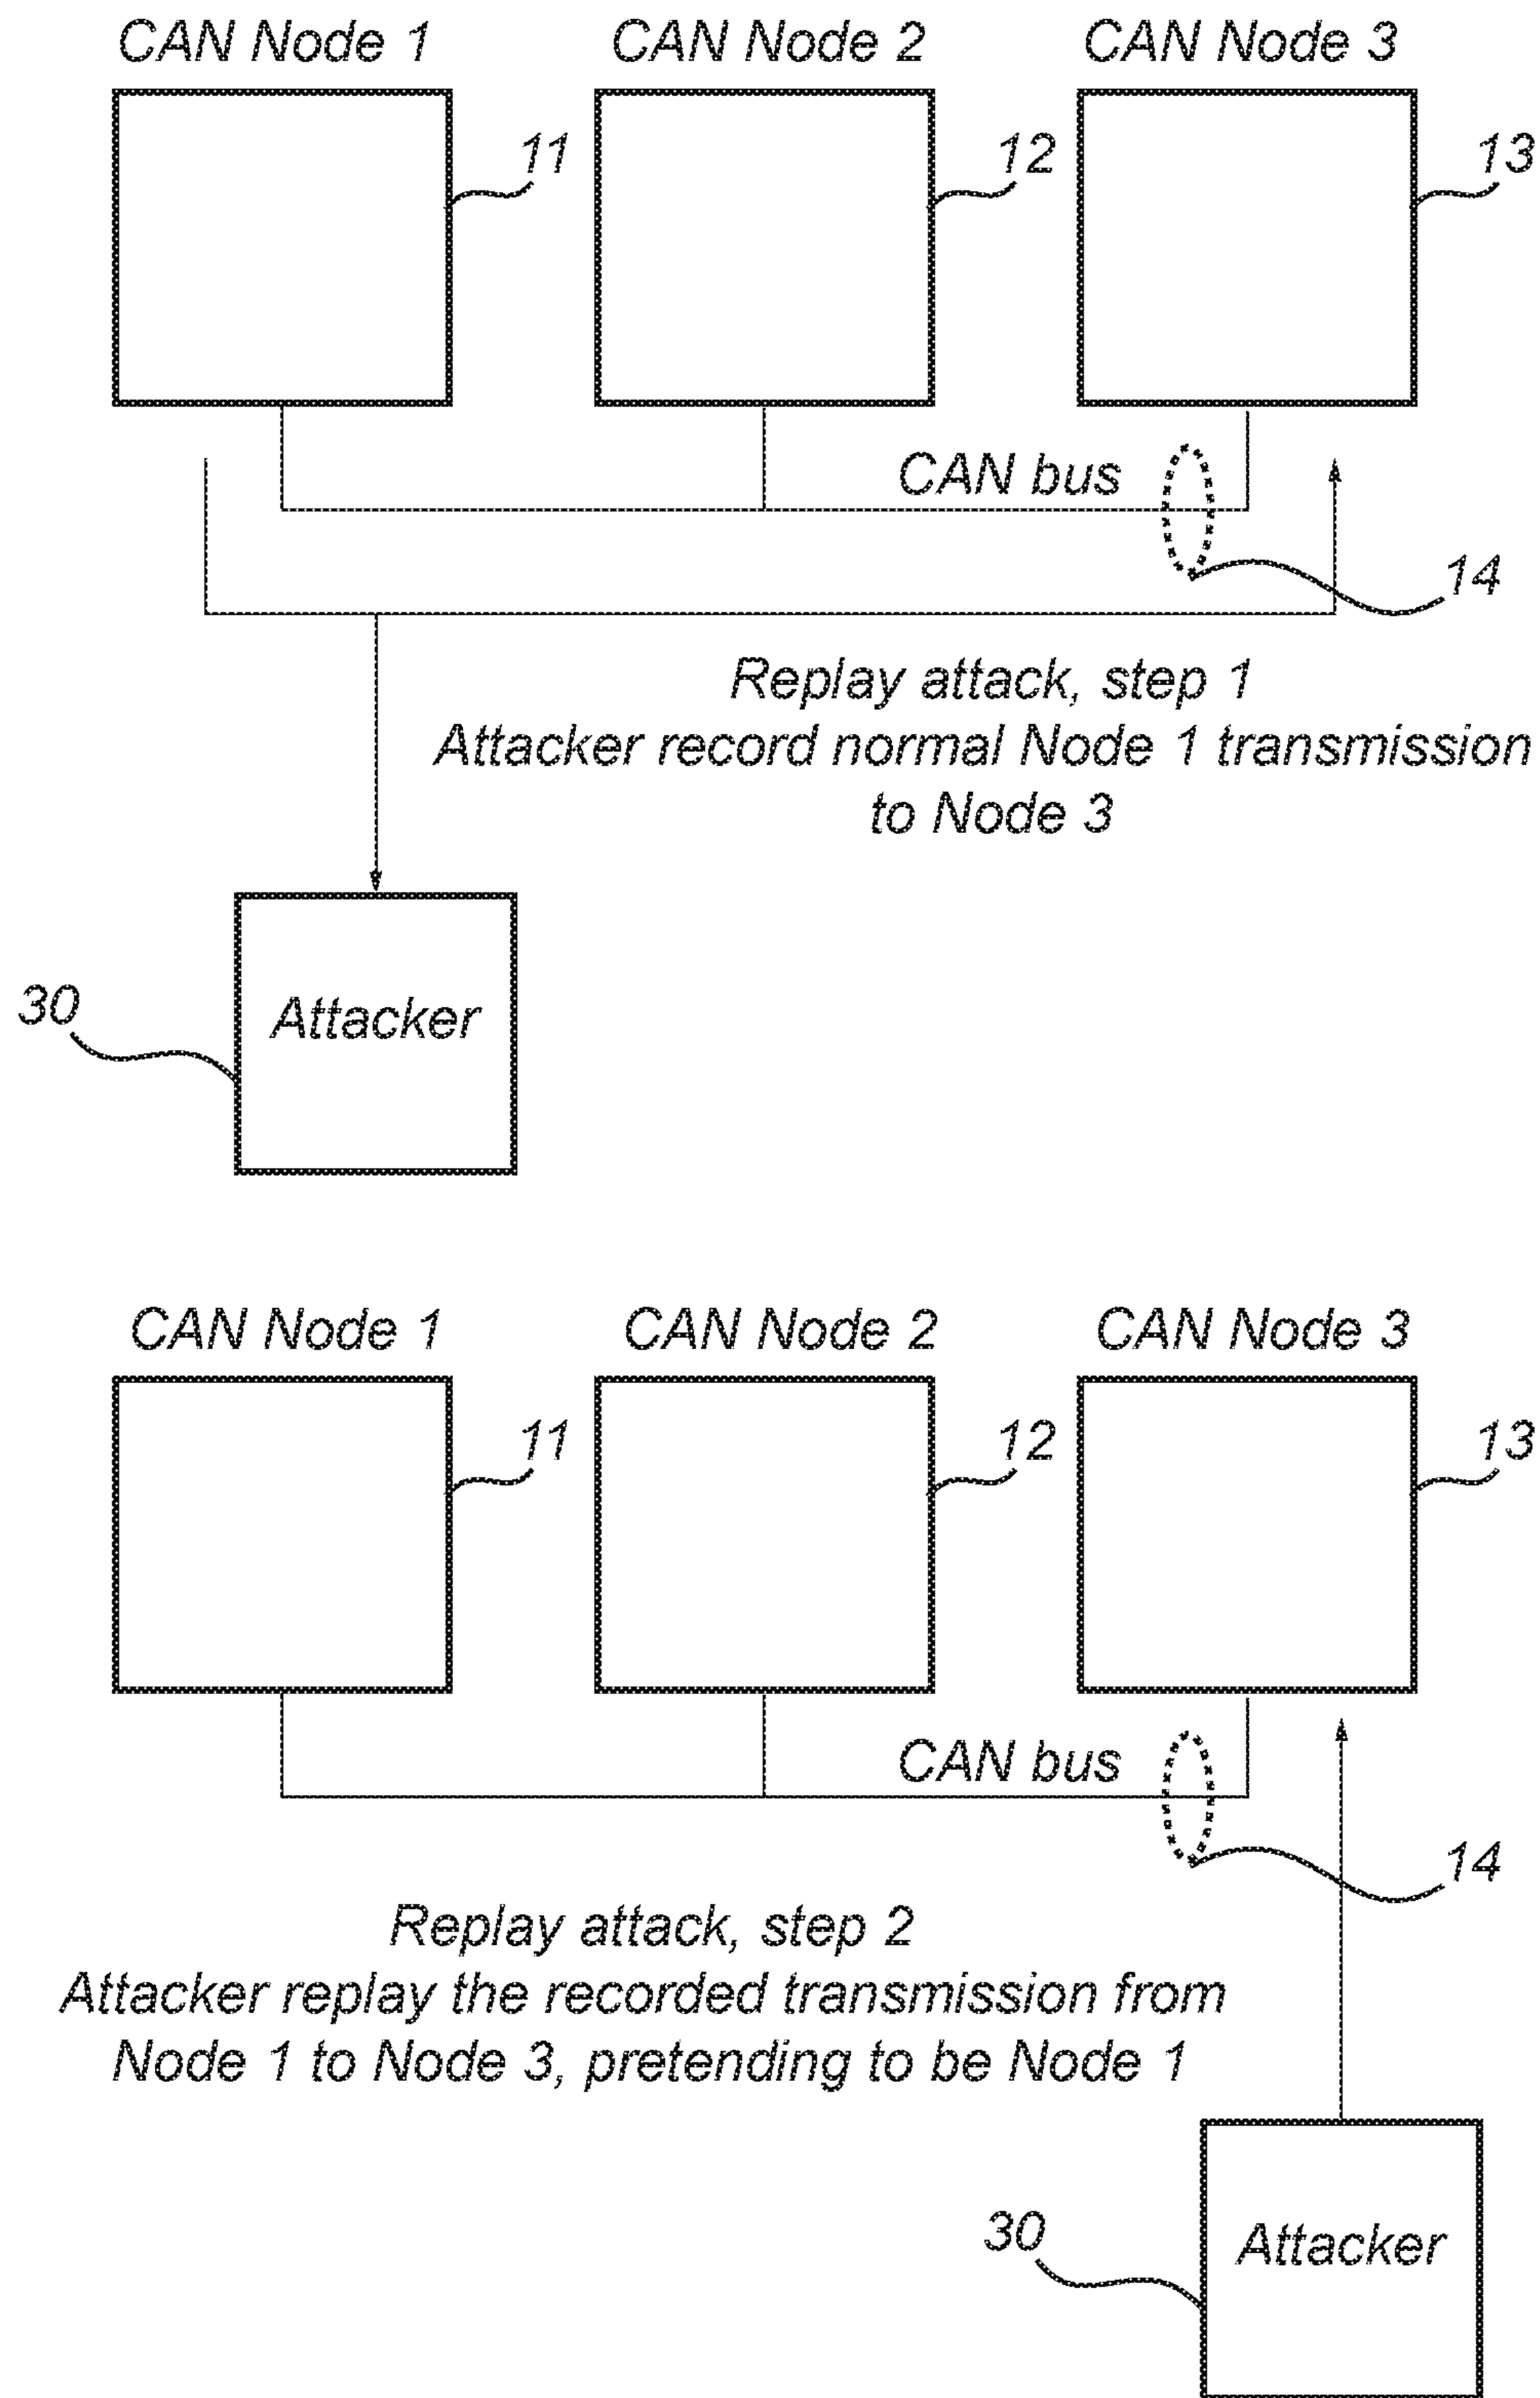 CAN Node 1 CAN Node 2 CAN Node 3
11 12 13
CAN bus
14
Replay attack, step 1
Attacker record normal Node 1 transmission
to Node 3
30 Attacker
CAN Node 1 CAN Node 2 CAN Node 3
11 12 13
CAN bus
14
Replay attack, step 2
Attacker replay the recorded transmission from
Node 1 to Node 3, pretending to be Node 1
30 Attacker